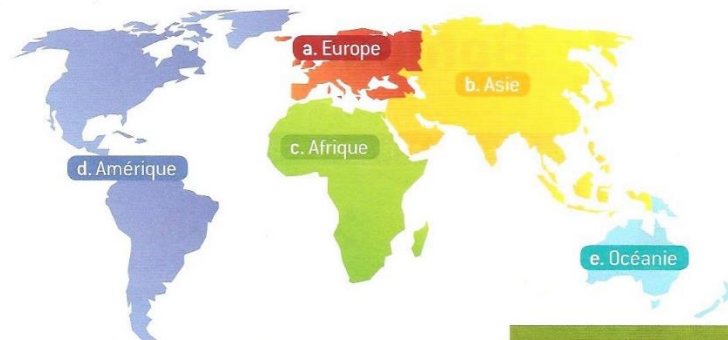 a. Europe
b. Asie
c. Afrique
d. Amérique
e. Océanie